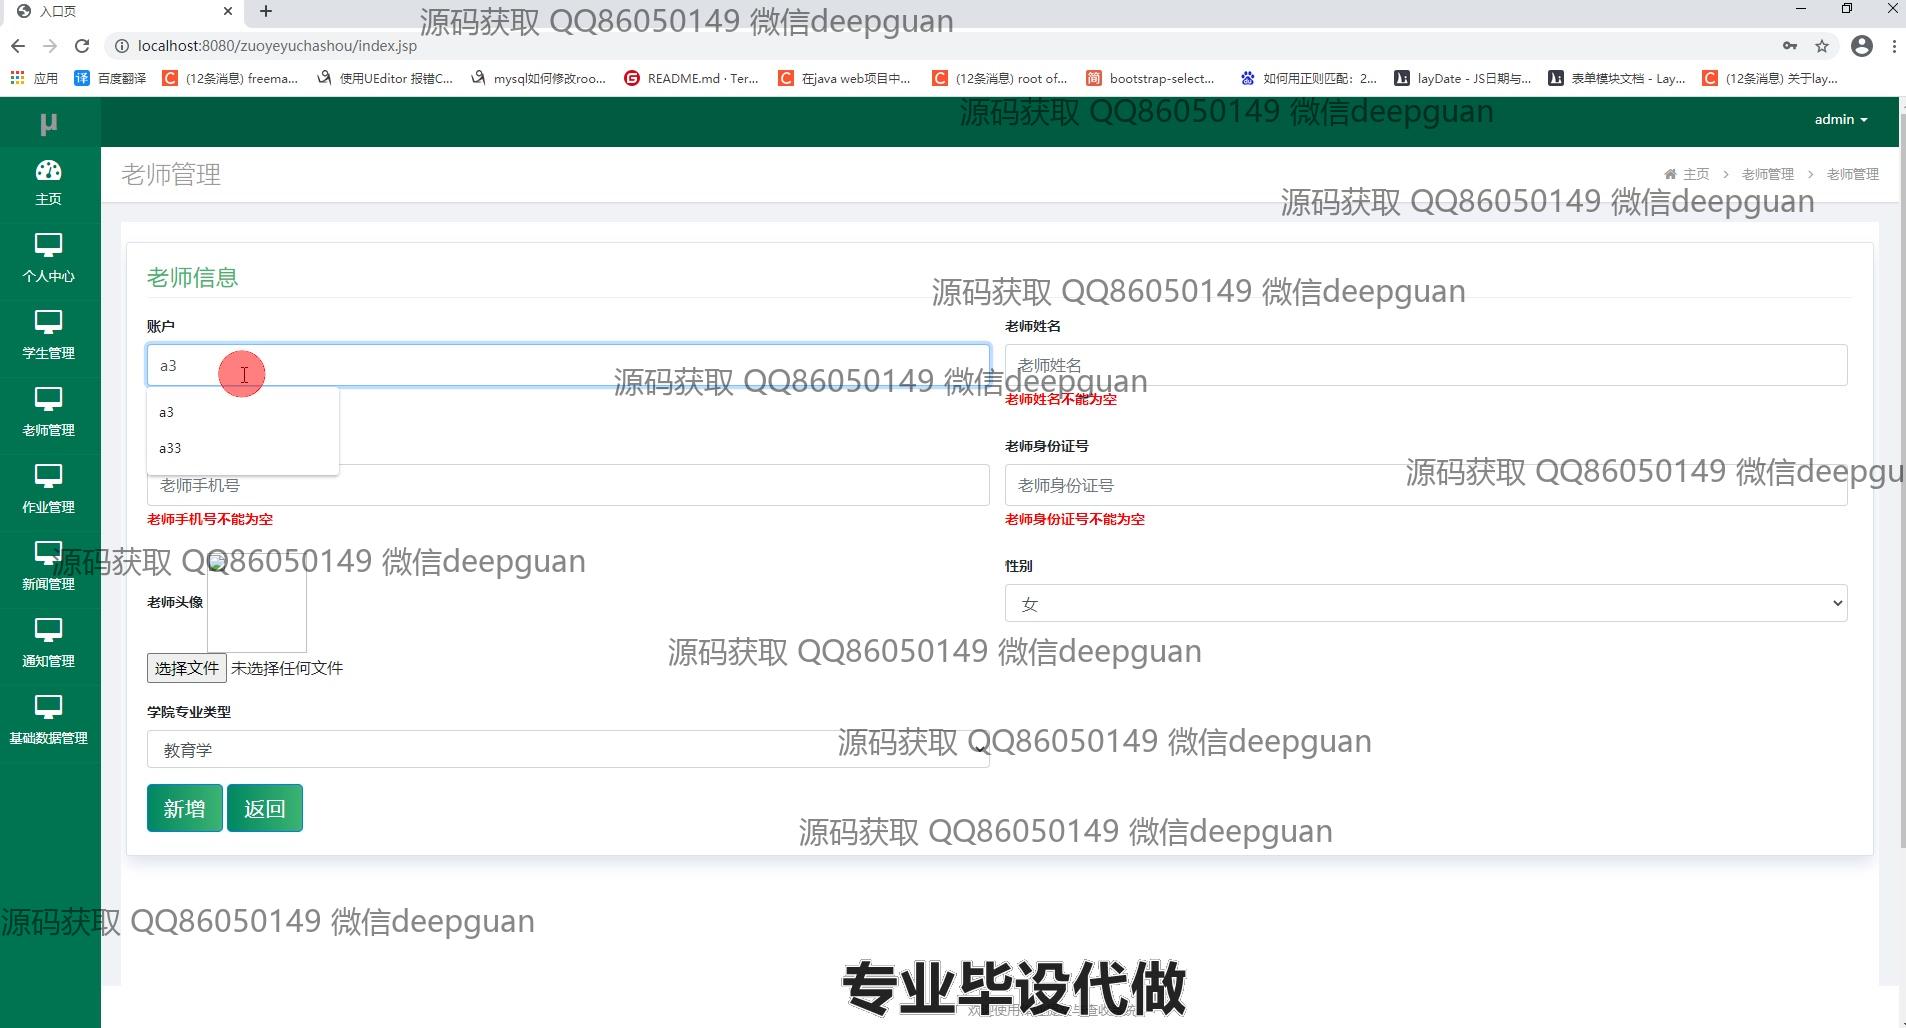 入口页
源码获取 QQ86050149 微信deepguan
localhost:8080/zuoyeyuchashou/index.jsp
应用
百度翻译
(12条消息) freema...
使用UEditor 报错C...
mysql如何修改roo...
README.md · Ter...
在java web项目中...
(12条消息) root of...
bootstrap-select...
如何用正则匹配：2...
layDate - JS日期与...
表单模块文档 - Lay...
(12条消息) 关于lay...
源码获取 QQ86050149 微信deepguan
μ
admin
主页
老师管理
主页 > 老师管理 > 老师管理
源码获取 QQ86050149 微信deepguan
个人中心
老师信息
源码获取 QQ86050149 微信deepguan
账户
老师姓名
学生管理
a3
老师姓名
源码获取 QQ86050149 微信deepguan
老师姓名不能为空
a3
a33
老师管理
老师身份证号
源码获取 QQ86050149 微信deepgu
老师手机号
老师身份证号
作业管理
老师手机号不能为空
老师身份证号不能为空
源码获取 QQ86050149 微信deepguan
新闻管理
性别
老师头像
女
通知管理
源码获取 QQ86050149 微信deepguan
选择文件 未选择任何文件
学院专业类型
基础数据管理
教育学
源码获取 QQ86050149 微信deepguan
新增
返回
源码获取 QQ86050149 微信deepguan
源码获取 QQ86050149 微信deepguan
专业毕设代做